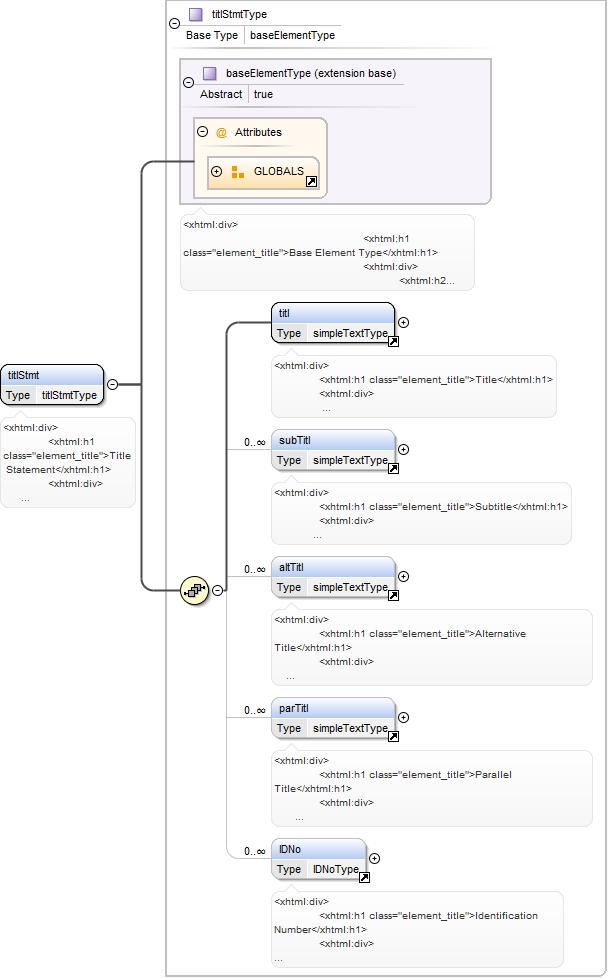 titlStmtType
Base Type baseElementType
baseElementType (extension base)
Abstract true
@ Attributes
GLOBALS
<xhtml:div>
<xhtml:h1
class="element_title">Base Element Type</xhtml:h1>
<xhtml:div>
<xhtml:h2...
titlStmt
Type titlStmtType
<xhtml:div>
<xhtml:h1
class="element_title">Title
Statement</xhtml:h1>
<xhtml:div>
...
titl
Type simpleTextType
<xhtml:div>
<xhtml:h1 class="element_title">Title</xhtml:h1>
<xhtml:div>
...
0..∞ subTitl
Type simpleTextType
<xhtml:div>
<xhtml:h1 class="element_title">Subtitle</xhtml:h1>
<xhtml:div>
...
0..∞ altTitl
Type simpleTextType
<xhtml:div>
<xhtml:h1 class="element_title">Alternative
Title</xhtml:h1>
<xhtml:div>
...
0..∞ parTitl
Type simpleTextType
<xhtml:div>
<xhtml:h1 class="element_title">Parallel
Title</xhtml:h1>
<xhtml:div>
...
0..∞ IDNo
Type IDNoType
<xhtml:div>
<xhtml:h1 class="element_title">Identification
Number</xhtml:h1>
<xhtml:div>
...